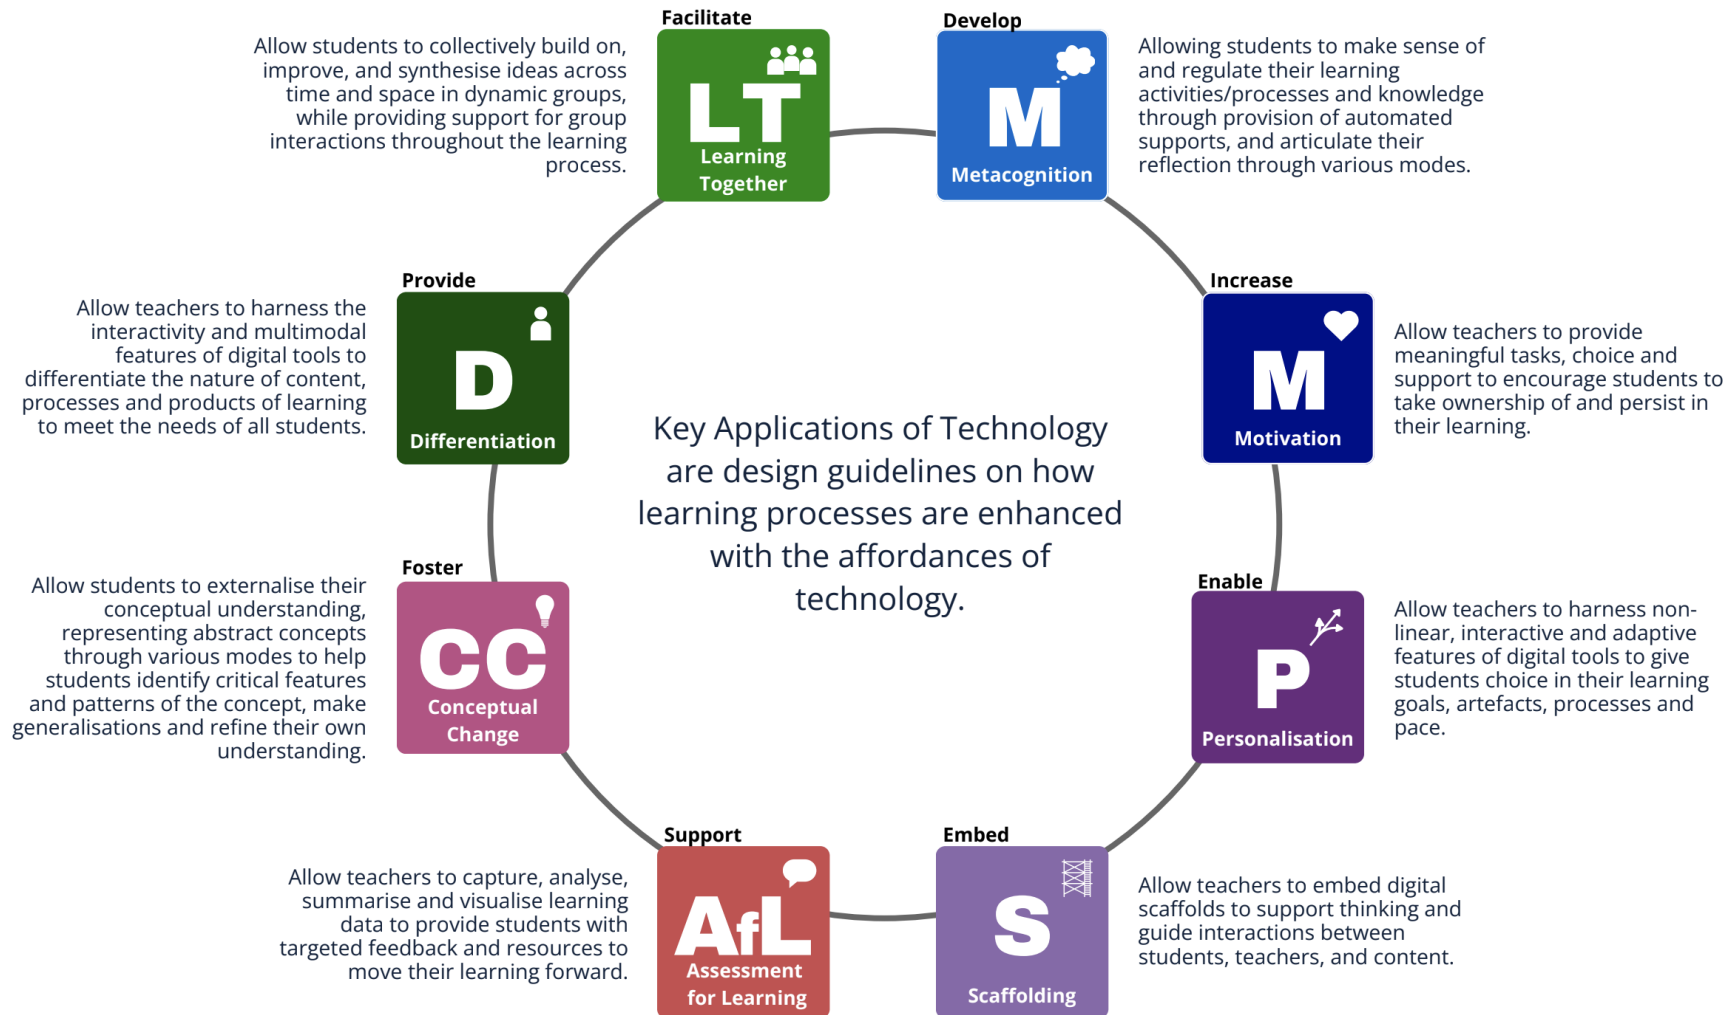 Facilitate
Allow students to collectively build on,
improve, and synthesise ideas across
time and space in dynamic groups,
while providing support for group
interactions throughout the learning
process.
LT
Learning
Together
Develop
M
Metacognition
Allowing students to make sense of
and regulate their learning
activities/processes and knowledge
through provision of automated
supports, and articulate their
reflection through various modes.
Provide
Allow teachers to harness the
interactivity and multimodal
features of digital tools to
differentiate the nature of content,
processes and products of learning
to meet the needs of all students.
D
Differentiation
Increase
M
Motivation
Allow teachers to provide
meaningful tasks, choice and
support to encourage students to
take ownership of and persist in
their learning.
Key Applications of Technology
are design guidelines on how
learning processes are enhanced
with the affordances of
technology.
Foster
Allow students to externalise their
conceptual understanding,
representing abstract concepts
through various modes to help
students identify critical features
and patterns of the concept, make
generalisations and refine their own
understanding.
CC
Conceptual
Change
Enable
P
Personalisation
Allow teachers to harness non-
linear, interactive and adaptive
features of digital tools to give
students choice in their learning
goals, artefacts, processes and
pace.
Support
Allow teachers to capture, analyse,
summarise and visualise learning
data to provide students with
targeted feedback and resources to
move their learning forward.
AfL
Assessment
for Learning
Embed
S
Scaffolding
Allow teachers to embed digital
scaffolds to support thinking and
guide interactions between
students, teachers, and content.